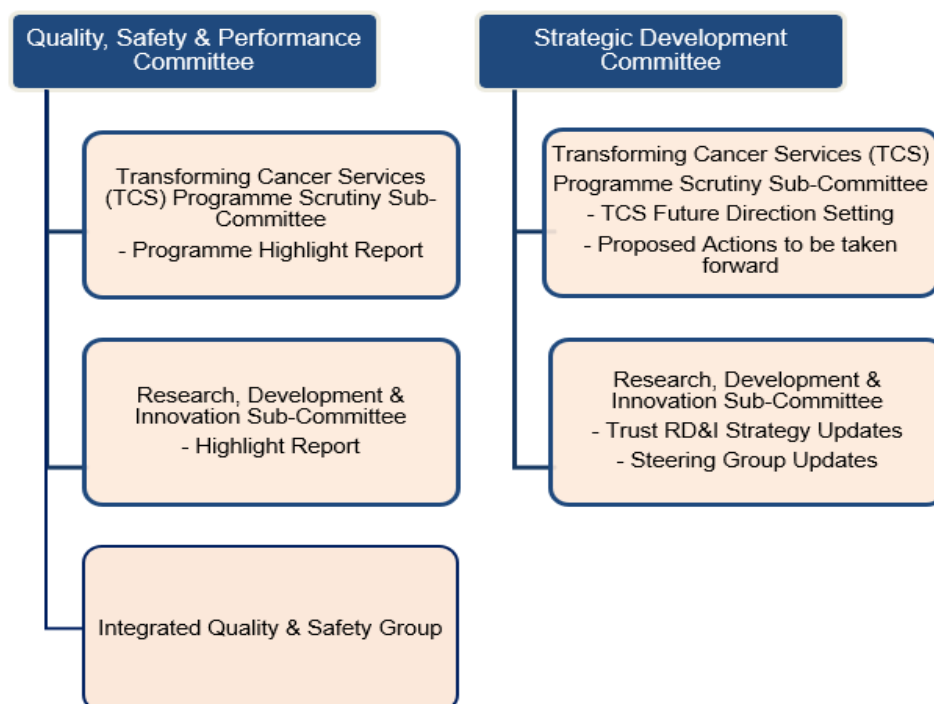 Quality, Safety & Performance
Committee
Transforming Cancer Services
(TCS) Programme Scrutiny Sub-
Committee
- Programme Highlight Report
Research, Development &
Innovation Sub-Committee
- Highlight Report
Integrated Quality & Safety Group
Strategic Development
Committee
Transforming Cancer Services (TCS)
Programme Scrutiny Sub-Committee
- TCS Future Direction Setting
- Proposed Actions to be taken
forward
Research, Development &
Innovation Sub-Committee
- Trust RD&I Strategy Updates
- Steering Group Updates